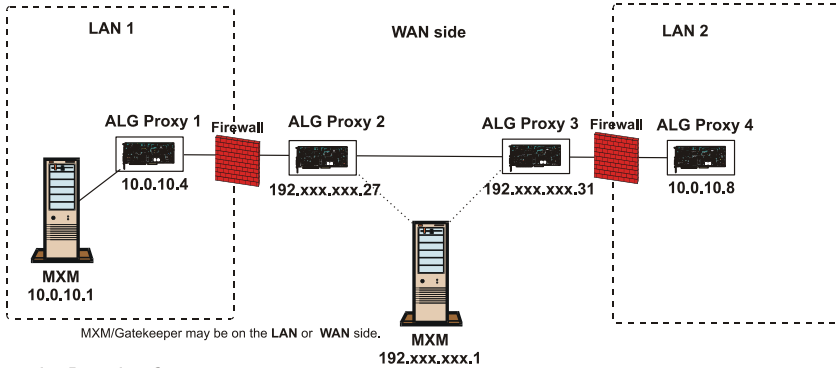 LAN 1
WAN side
LAN 2
ALG Proxy 1
Firewall
ALG Proxy 2
ALG Proxy 3
Firewall
ALG Proxy 4
10.0.10.4
192.xxx.xxx.27
192.xxx.xxx.31
10.0.10.8
MXM
10.0.10.1
MXM/Gatekeeper may be on the LAN or WAN side.
MXM
192.xxx.xxx.1